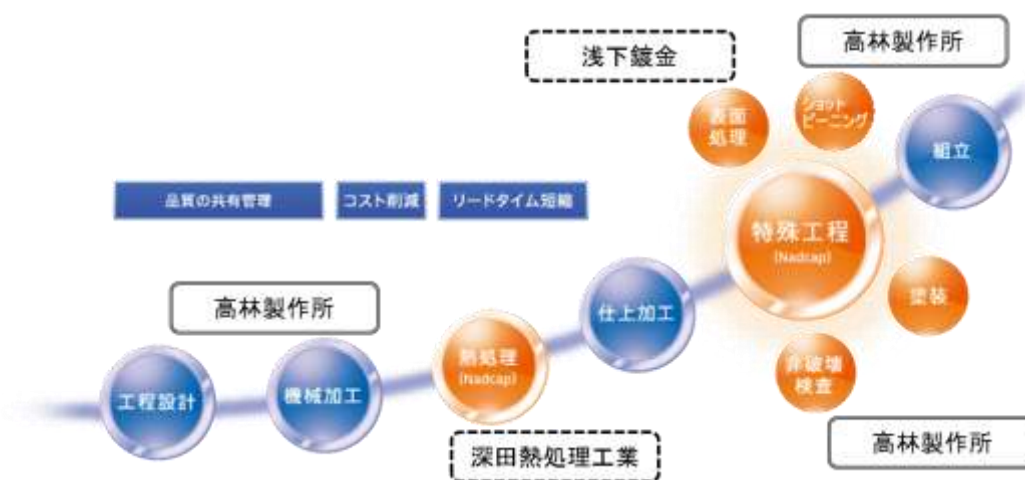 浅下鍍金
高林製作所
表面
処理
ショット
ピーニング
組立
品質の共有管理
コスト削減
リードタイム短縮
特殊工程
(Nadcap)
高林製作所
仕上加工
塗装
熱処理
(Nadcap)
非破壊
検査
工程設計
機械加工
深田熱処理工業
高林製作所